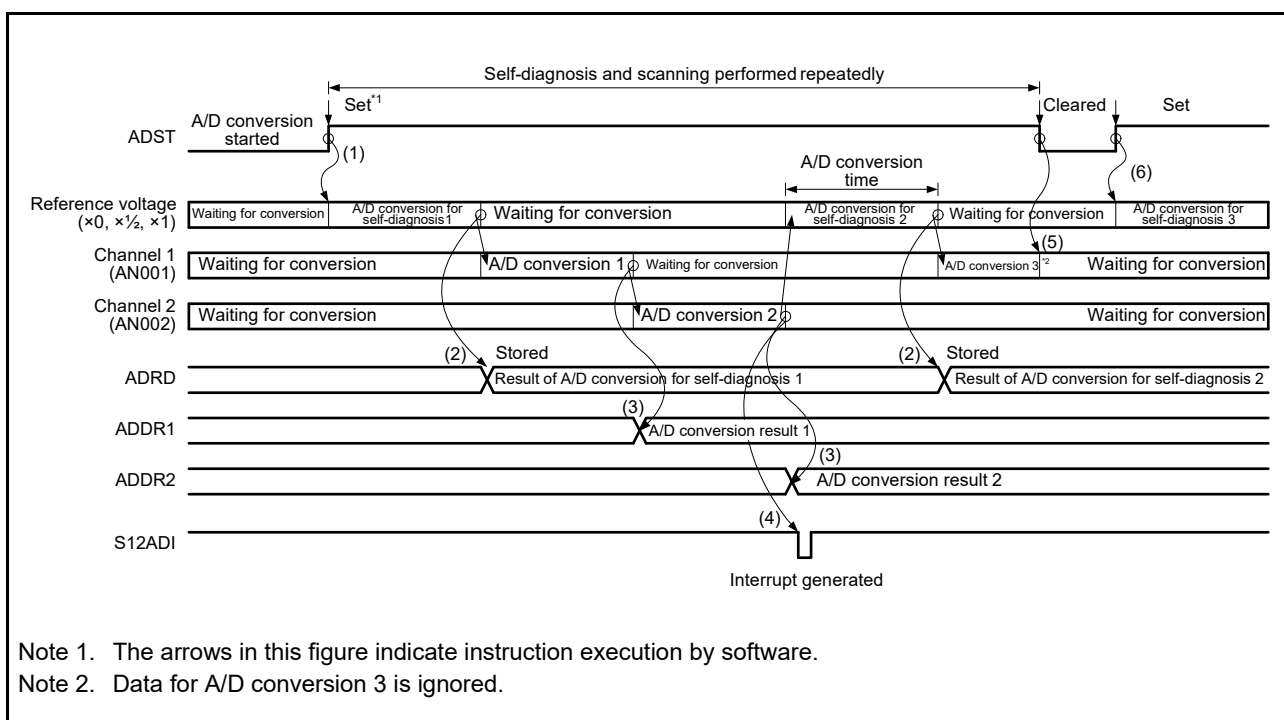 Self-diagnosis and scanning performed repeatedly
Set*1
Cleared
Set
A/D conversion
started
ADST
(1)
A/D conversion
time
(6)
Reference voltage
(×0, ×½, ×1)
Waiting for conversion
A/D conversion for
self-diagnosis1
Waiting for conversion
A/D conversion for
self-diagnosis 2
Waiting for conversion
A/D conversion for
self-diagnosis 3
(5)
Channel 1
(AN001)
Waiting for conversion
A/D conversion 1
Waiting for conversion
A/D conversion 3*2
Waiting for conversion
Channel 2
(AN002)
Waiting for conversion
A/D conversion 2
Waiting for conversion
(2)
Stored
(2)
Stored
ADRD
Result of A/D conversion for self-diagnosis 1
Result of A/D conversion for self-diagnosis 2
(3)
ADDR1
A/D conversion result 1
(3)
ADDR2
A/D conversion result 2
(4)
S12ADI
Interrupt generated
Note 1. The arrows in this figure indicate instruction execution by software.
Note 2. Data for A/D conversion 3 is ignored.